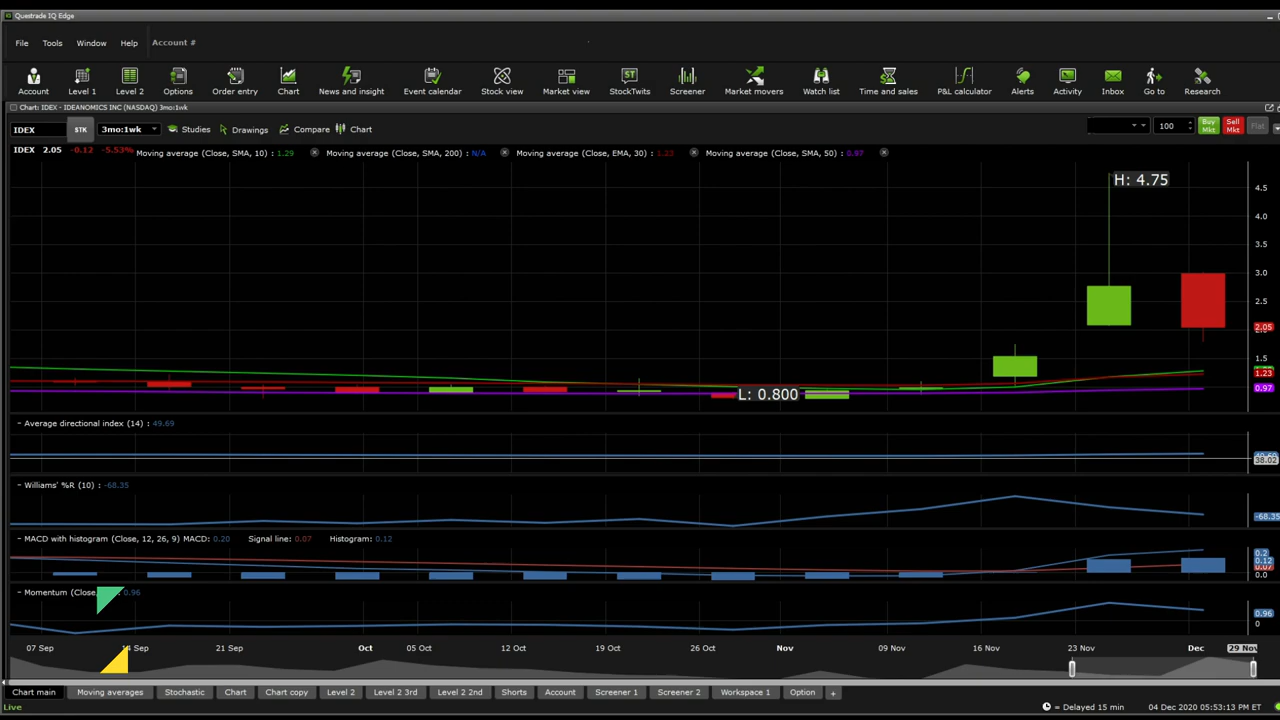 Questrade IQ Edge
File Tools Window Help Account #
Account Level 1 Level 2 Options Order entry Chart News and insight Event calendar Stock view Market view StockTwits Screener Market movers Watch list Time and sales P&L calculator Alerts Activity Inbox Go to Research
Chart: IDEX - IDEANOMICS INC (NASDAQ) 3mo:1wk
IDEX STK 3mo:1wk Studies Drawings Compare Chart 100 Buy Mkt Sell Mkt Flat
IDEX 2.05 -0.12 -5.53% Moving average (Close, SMA, 10) : 1.29 Moving average (Close, SMA, 200) : N/A Moving average (Close, EMA, 30) : 1.23 Moving average (Close, SMA, 50) : 0.97
H: 4.75
4.5
4.0
3.5
3.0
2.5
2.05
1.5
1.23
L: 0.800
0.97
Average directional index (14) : 49.69
38.02
Williams' %R (10) : -68.35
-68.35
MACD with histogram (Close, 12, 26, 9) MACD: 0.20 Signal line: 0.07 Histogram: 0.12
0.2
0.12
0.07
0.0
Momentum (Close, 0.96
0.96
0
07 Sep 14 Sep 21 Sep Oct 05 Oct 12 Oct 19 Oct 26 Oct Nov 09 Nov 16 Nov 23 Nov Dec 29 Nov
Chart main Moving averages Stochastic Chart Chart copy Level 2 Level 2 3rd Level 2 2nd Shorts Account Screener 1 Screener 2 Workspace 1 Option +
Live = Delayed 15 min 04 Dec 2020 05:53:13 PM ET